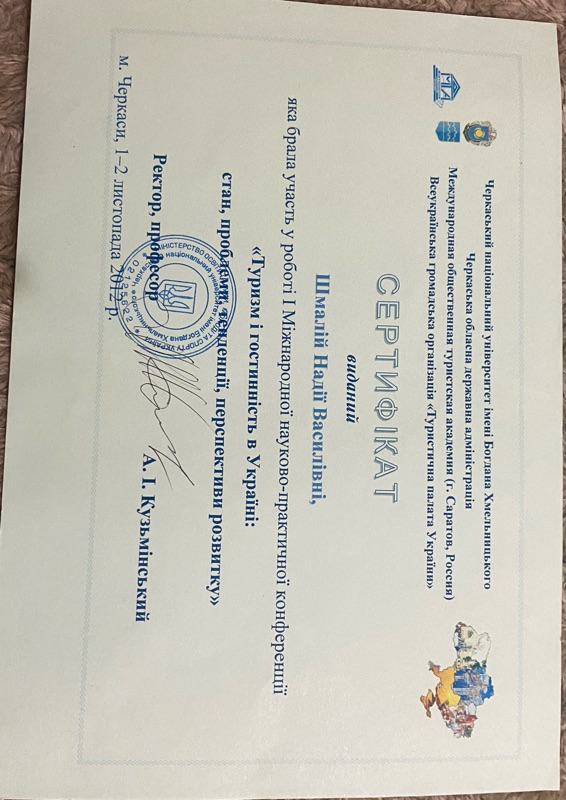 Черкаський національний університет імені Богдана Хмельницького
Черкаська обласна державна адміністрація
Международная общественная туристская академия (г. Саратов, Россия)
Всеукраїнська громадська організація «Туристична палата України»
МТА
СЕРТИФІКАТ
виданий
Шмалій Надії Василівні,
яка брала участь у роботі І Міжнародної науково-практичної конференції
«Туризм і гостинність в Україні:
стан, проблеми, тенденції, перспективи розвитку»
Ректор, професор
А. І. Кузьмінський
м. Черкаси, 1–2 листопада 2012 р.